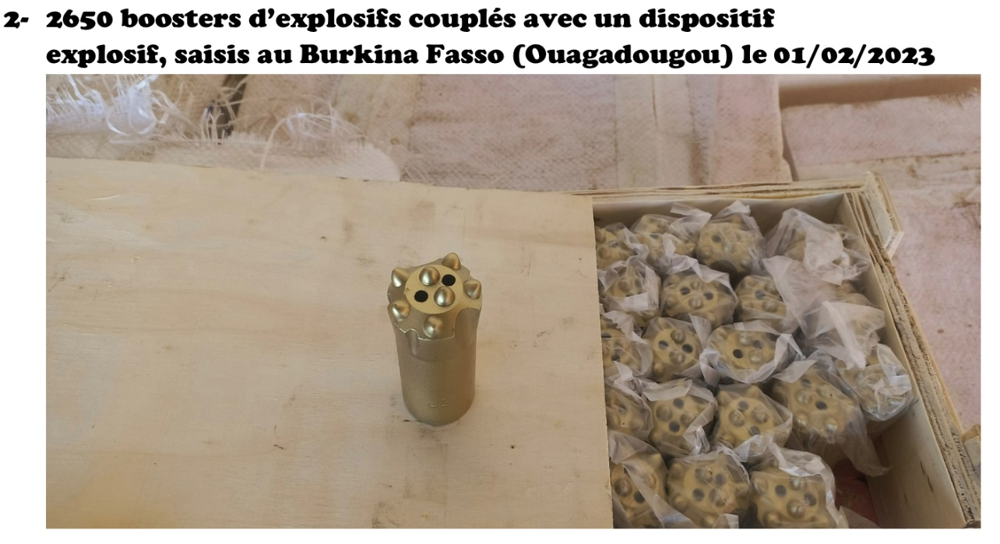 2- 2650 boosters d'explosifs couplés avec un dispositif
explosif, saisis au Burkina Fasso (Ouagadougou) le 01/02/2023